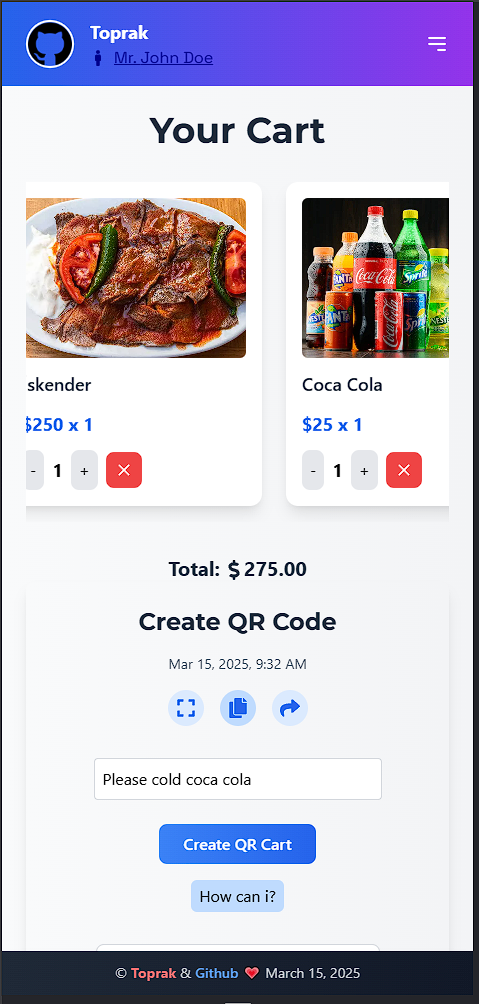 Toprak
Mr. John Doe
Your Cart
skender
$250 x 1
- 1 +
Coca Cola
$25 x 1
- 1 +
Total: $275.00
Create QR Code
Mar 15, 2025, 9:32 AM
Please cold coca cola
Create QR Cart
How can i?
© Toprak & Github ❤️ March 15, 2025